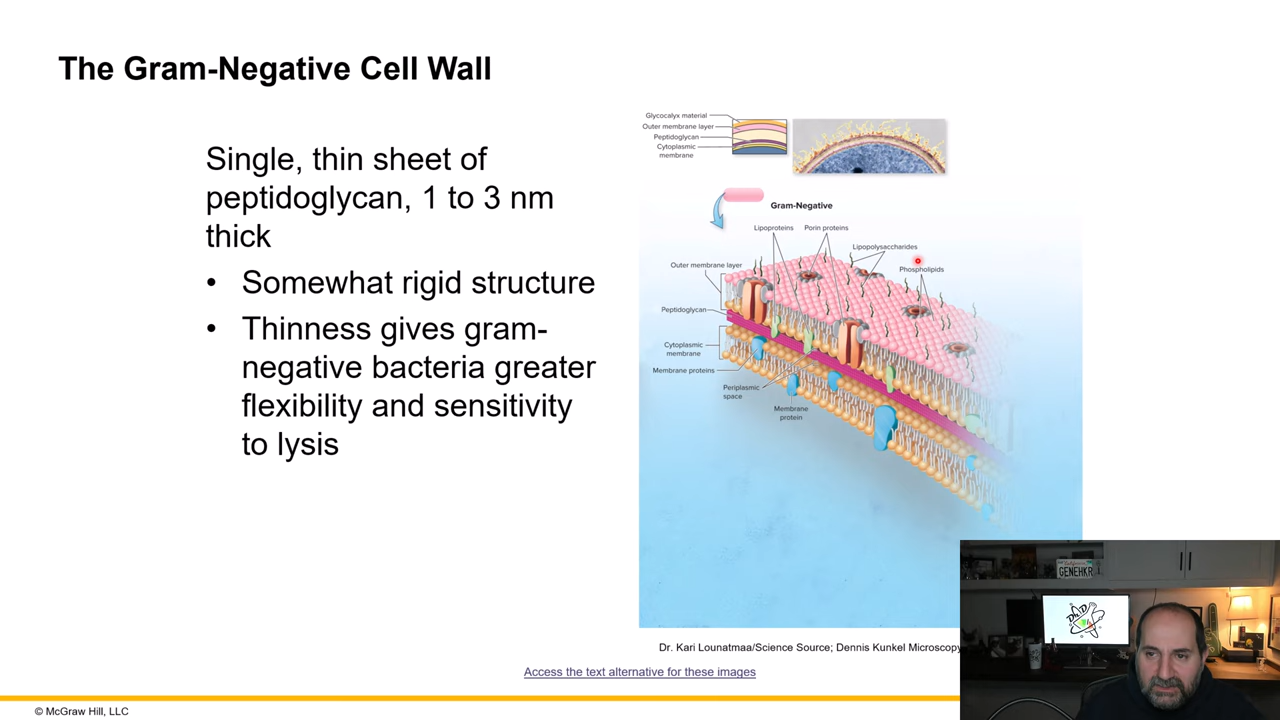 The Gram-Negative Cell Wall
Single, thin sheet of
peptidoglycan, 1 to 3 nm
thick
• Somewhat rigid structure
• Thinness gives gram-
negative bacteria greater
flexibility and sensitivity
to lysis
Glycocalyx material
Outer membrane layer
Peptidoglycan
Cytoplasmic
membrane
Gram-Negative
Lipoproteins
Porin proteins
Lipopolysaccharides
Phospholipids
Outer membrane layer
Peptidoglycan
Cytoplasmic
membrane
Membrane proteins
Periplasmic
space
Membrane
protein
Dr. Kari Lounatmaa/Science Source; Dennis Kunkel Microscopy
Access the text alternative for these images
© McGraw Hill, LLC
GENEHKR